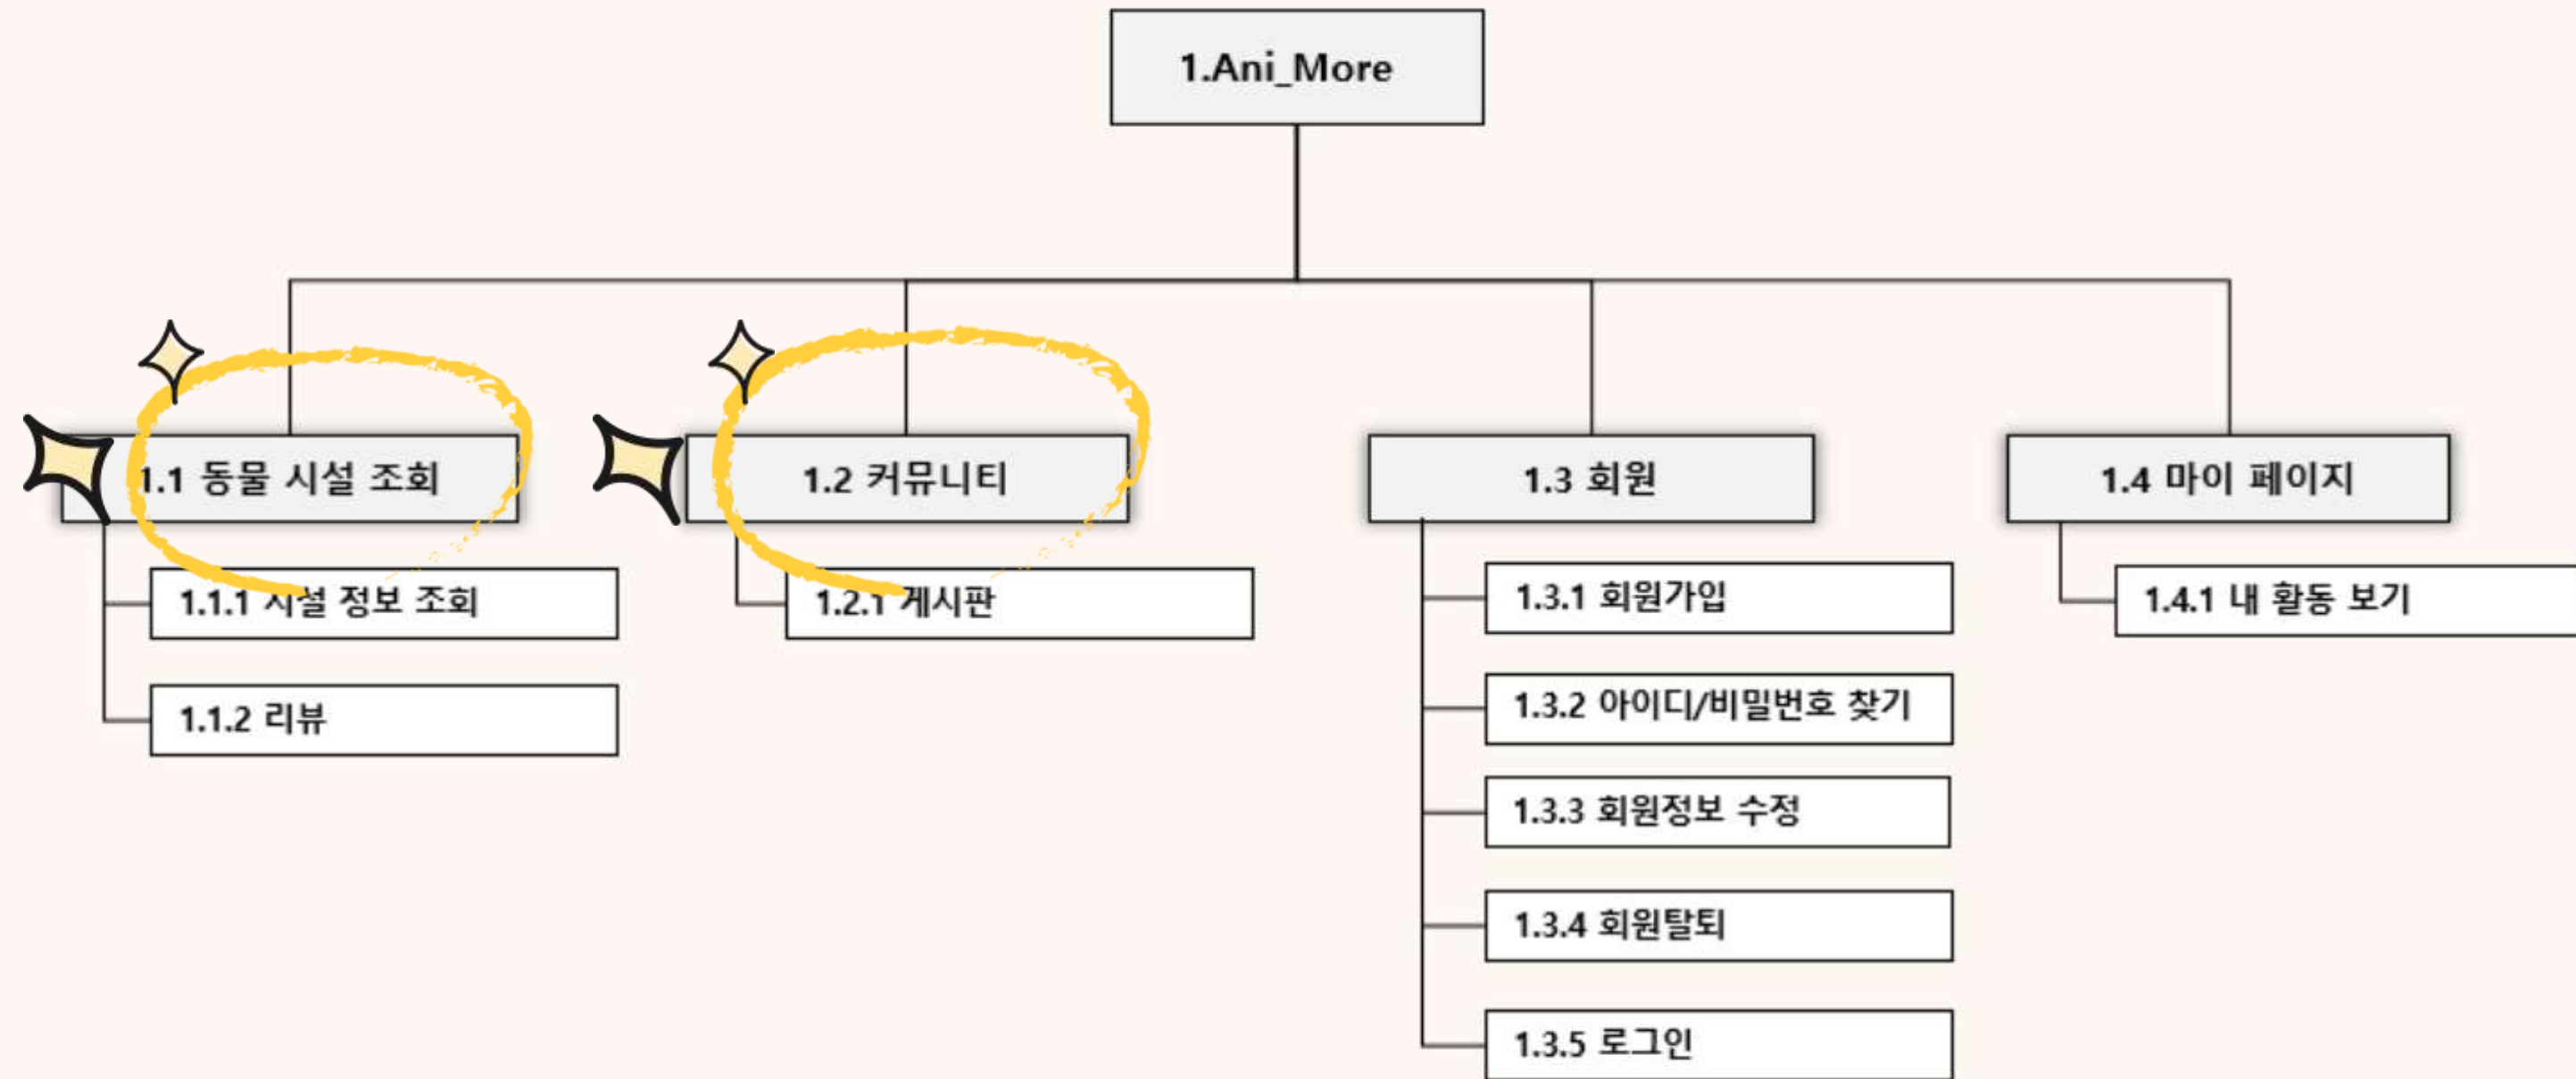 1.Ani_More
1.1 동물 시설 조회
1.1.1 시설 정보 조회
1.1.2 리뷰
1.2 커뮤니티
1.2.1 게시판
1.3 회원
1.3.1 회원가입
1.3.2 아이디/비밀번호 찾기
1.3.3 회원정보 수정
1.3.4 회원탈퇴
1.3.5 로그인
1.4 마이 페이지
1.4.1 내 활동 보기